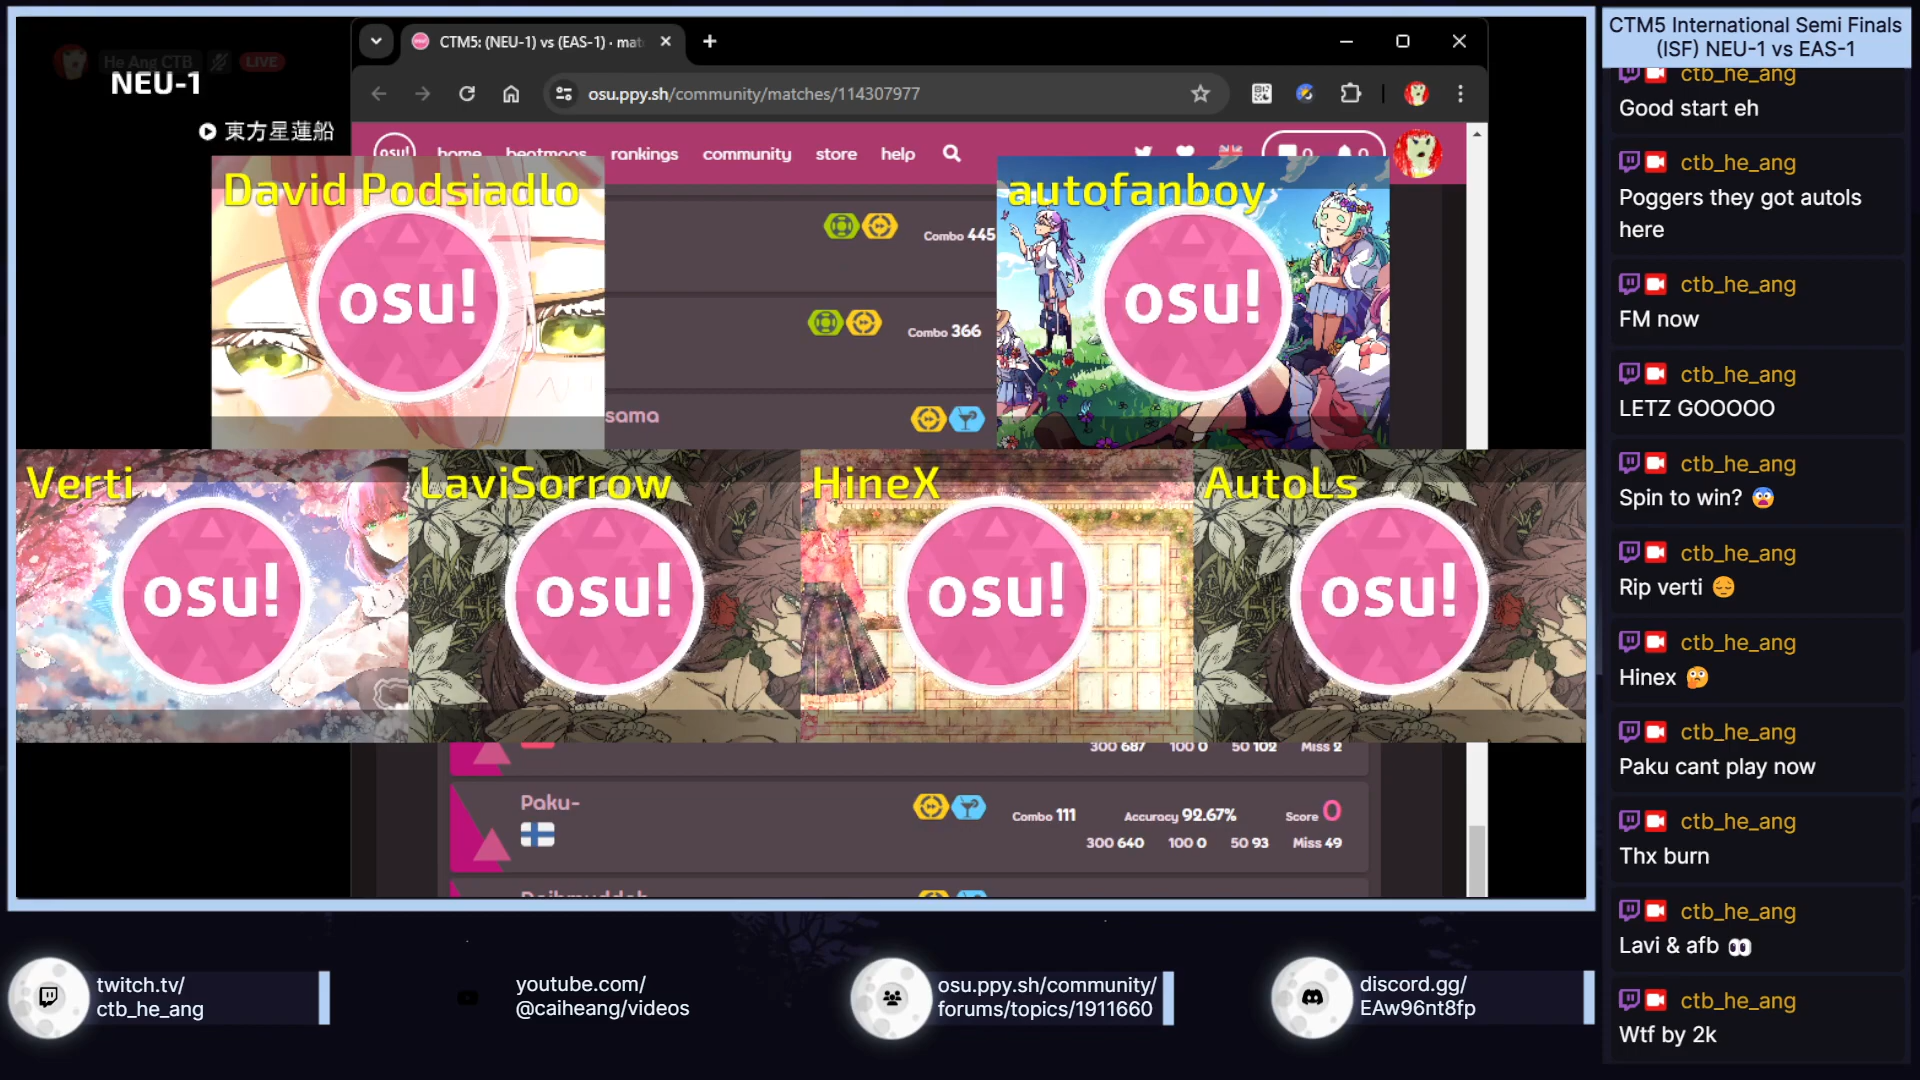 He Ang CTB LIVE
NEU-1
東方星蓮船
CTM5: (NEU-1) vs (EAS-1) · mat
osu.ppy.sh/community/matches/114307977
osu! home beatmaps rankings community store help 0 0
David Podsiadlo
osu!
Combo 445
Combo 366
sama
autofanboy
osu!
Verti
osu!
LaviSorrow
osu!
HineX
osu!
AutoLs
osu!
300 687 100 0 50 102 Miss 2
Paku-
Combo 111 Accuracy 92.67% Score 0
300 640 100 0 50 93 Miss 49
twitch.tv/
ctb_he_ang
youtube.com/
@caiheang/videos
osu.ppy.sh/community/
forums/topics/1911660
discord.gg/
EAw96nt8fp
CTM5 International Semi Finals
(ISF) NEU-1 vs EAS-1
ctb_he_ang
Good start eh
ctb_he_ang
Poggers they got autols
here
ctb_he_ang
FM now
ctb_he_ang
LETZ GOOOOO
ctb_he_ang
Spin to win? 😨
ctb_he_ang
Rip verti 😔
ctb_he_ang
Hinex 🤔
ctb_he_ang
Paku cant play now
ctb_he_ang
Thx burn
ctb_he_ang
Lavi & afb 👀
ctb_he_ang
Wtf by 2k